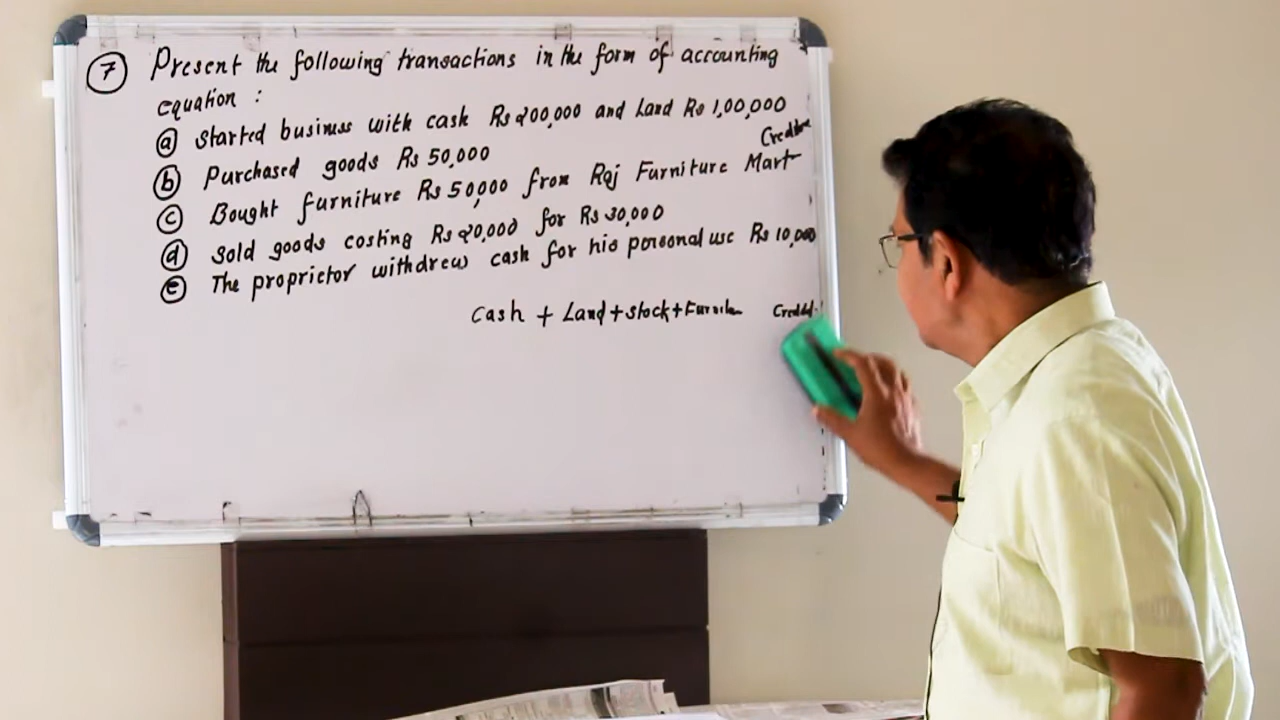 7 Present the following transactions in the form of accounting
equation :
a Started business with cash Rs 200,000 and Land Rs 1,00,000
b Purchased goods Rs 50,000
c Bought furniture Rs 50,000 from Raj Furniture Mart
d Sold goods costing Rs 20,000 for Rs 30,000
e The proprietor withdrew cash for his personal use Rs 10,000
Cash + Land + Stock +